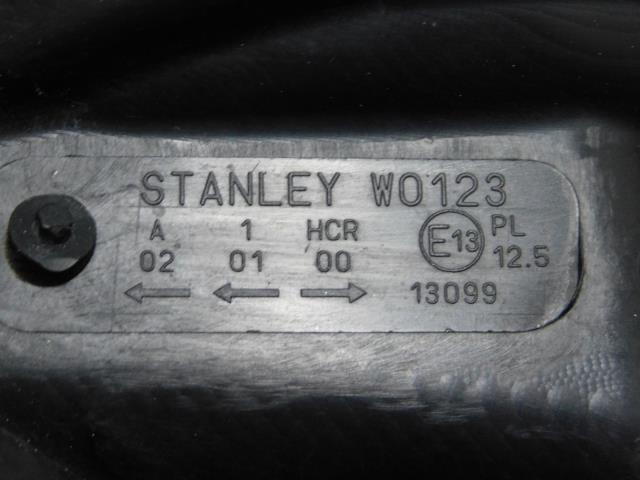 STANLEY W0123
A 1 HCR E13 PL
02 01 00 12.5
← ← → 13099